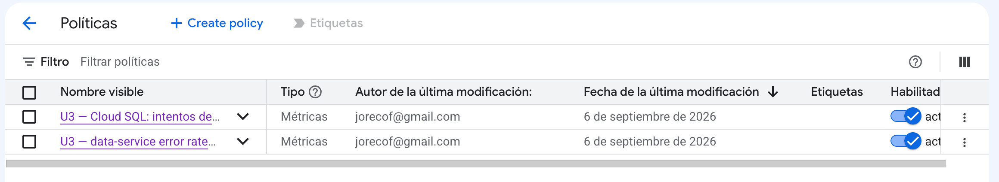 Políticas
Create policy
Etiquetas
Filtro Filtrar políticas
Nombre visible Tipo Autor de la última modificación: Fecha de la última modificación Etiquetas Habilitad
U3 — Cloud SQL: intentos de... Métricas jorecof@gmail.com 6 de septiembre de 2026 act
U3 — data-service error rate... Métricas jorecof@gmail.com 6 de septiembre de 2026 act